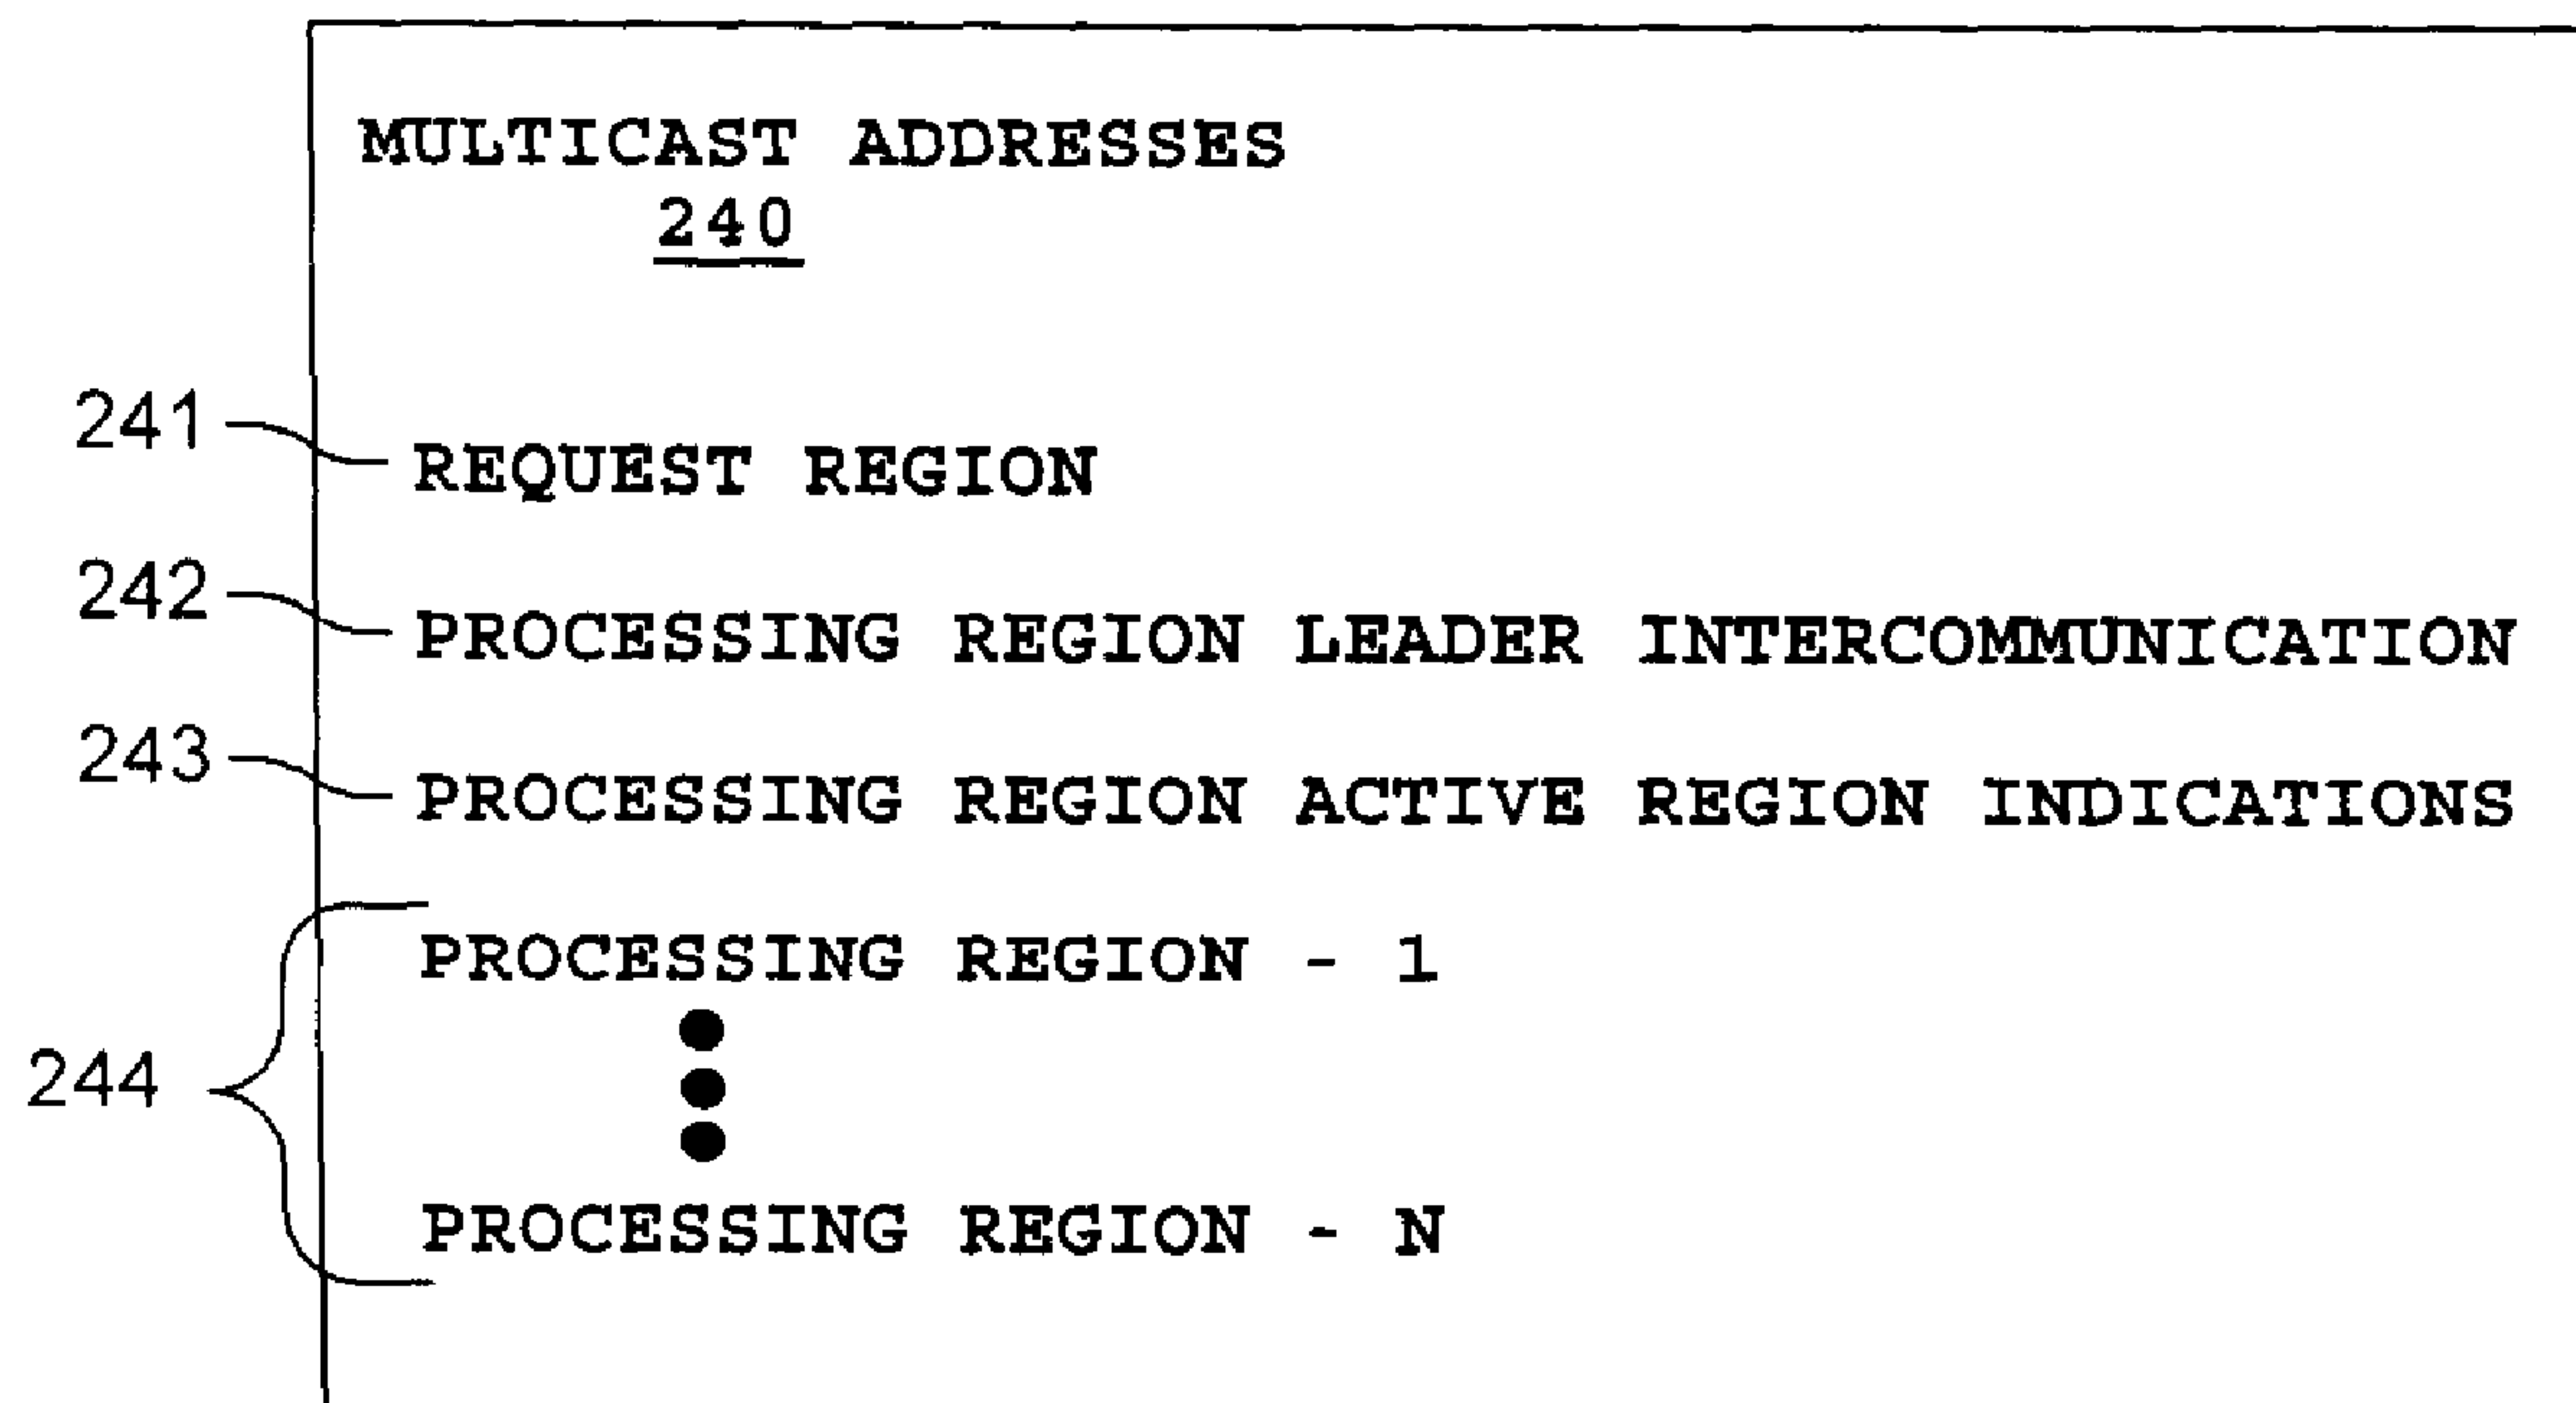 MULTICAST ADDRESSES
240
241 REQUEST REGION
242 PROCESSING REGION LEADER INTERCOMMUNICATION
243 PROCESSING REGION ACTIVE REGION INDICATIONS
PROCESSING REGION - 1
244
PROCESSING REGION - N